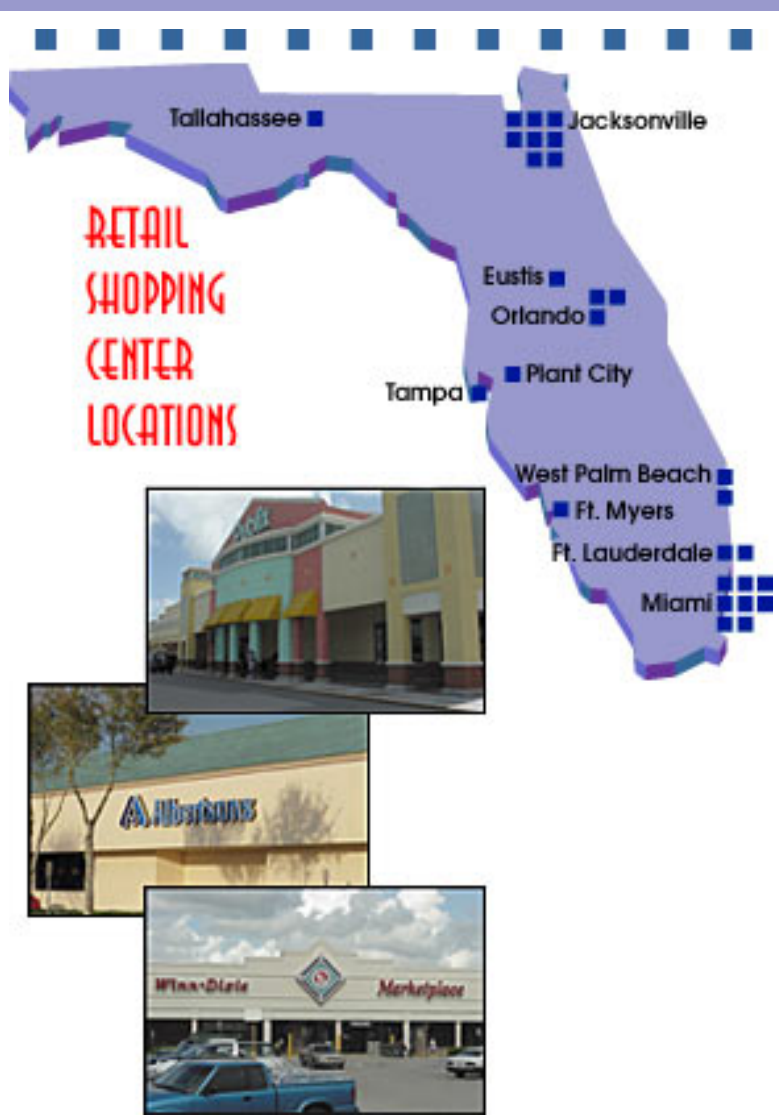 Tallahassee
Jacksonville
RETAIL
SHOPPING
CENTER
LOCATIONS
Eustis
Orlando
Plant City
Tampa
West Palm Beach
Ft. Myers
Ft. Lauderdale
Miami
Albertsons
Winn-Dixie Marketplace